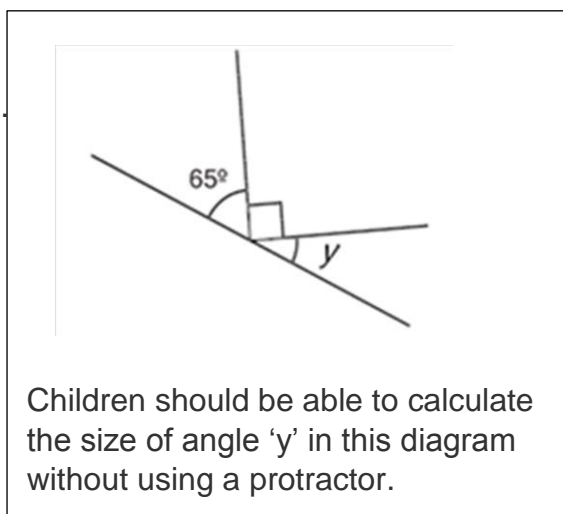 65º
y
Children should be able to calculate
the size of angle ‘y’ in this diagram
without using a protractor.